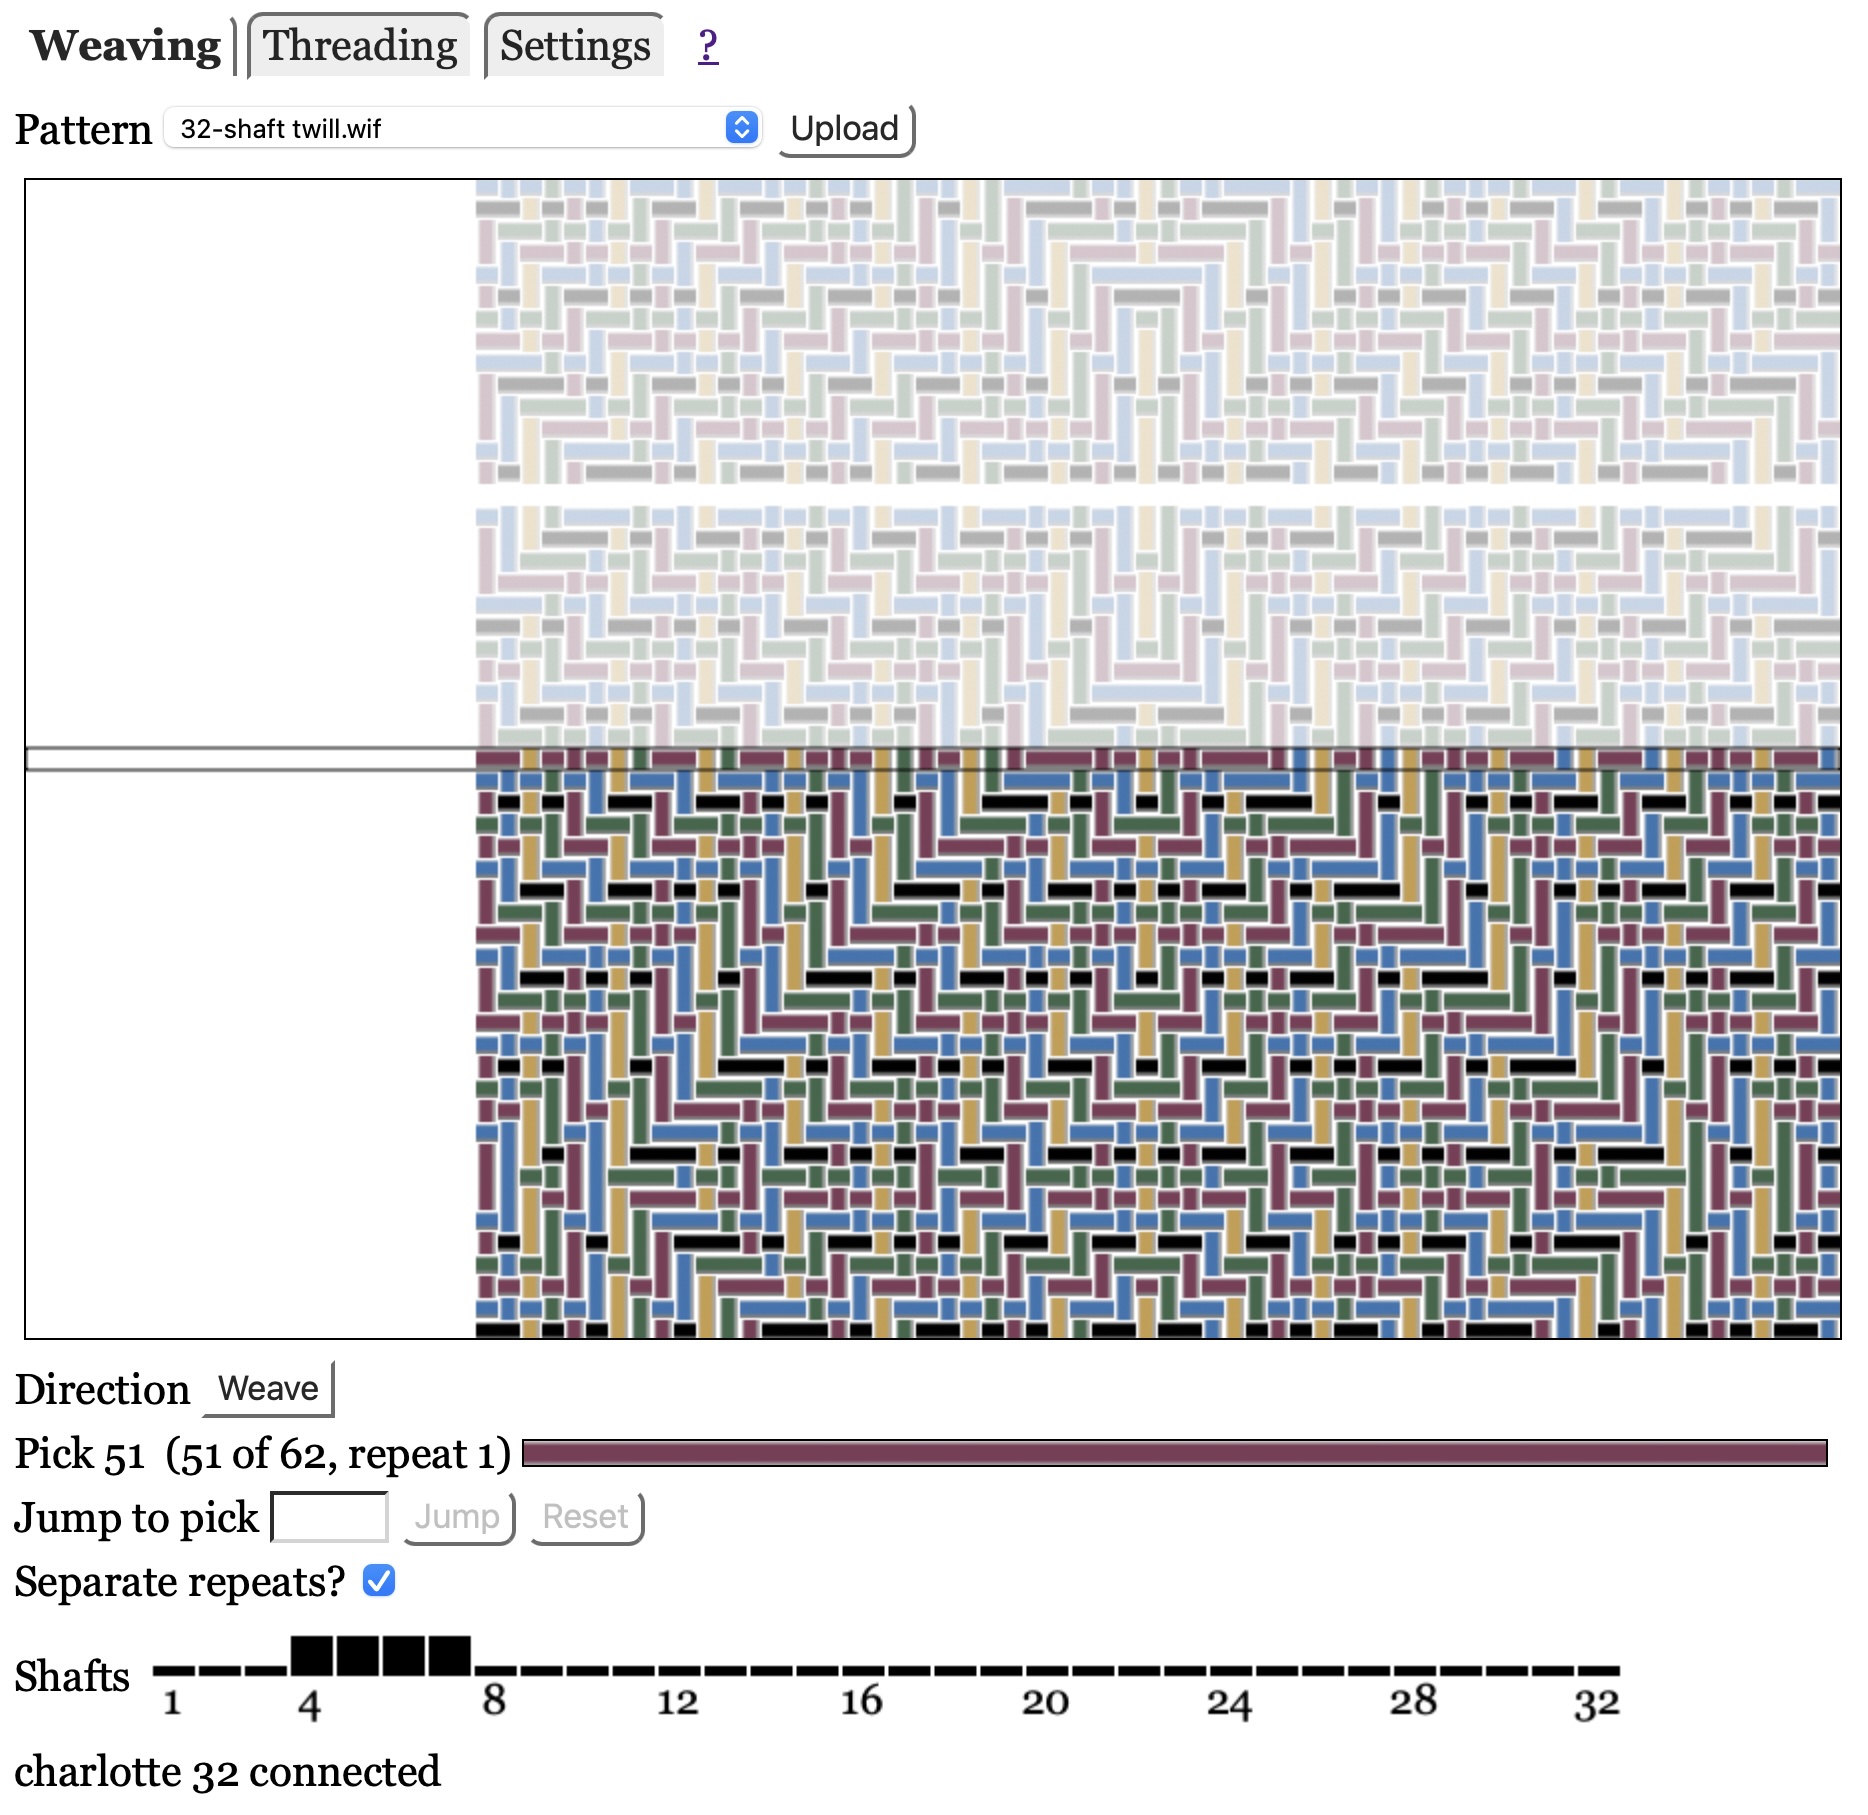 Weaving Threading Settings ?
Pattern 32-shaft twill.wif Upload
Direction Weave
Pick 51 (51 of 62, repeat 1)
Jump to pick Jump Reset
Separate repeats?
Shafts
1 4 8 12 16 20 24 28 32
charlotte 32 connected